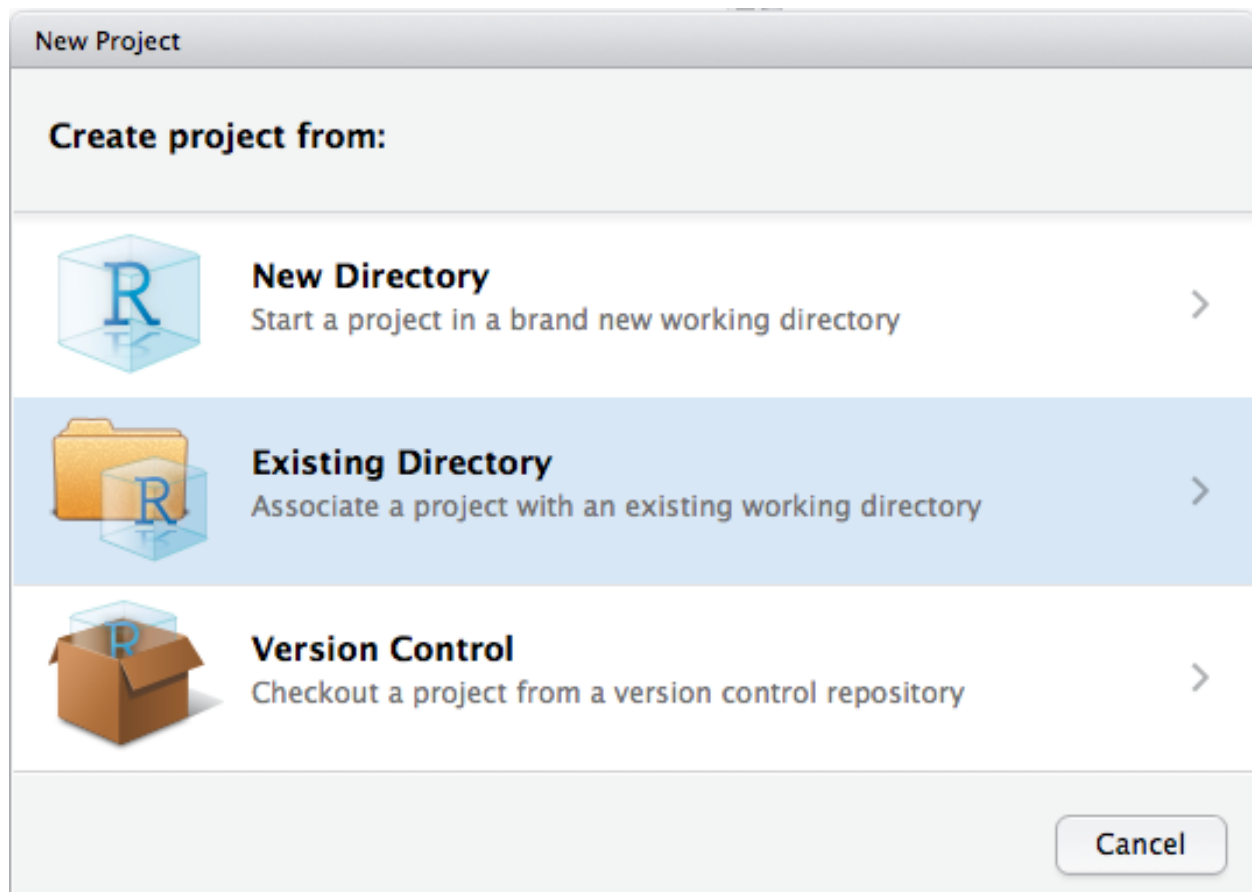 New Project
Create project from:
R
New Directory
Start a project in a brand new working directory
R
Existing Directory
Associate a project with an existing working directory
R
Version Control
Checkout a project from a version control repository
Cancel